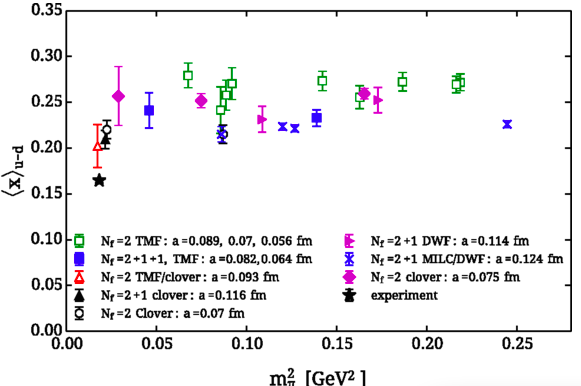 0.35
0.30
0.25
0.20
0.15
0.10
0.05
0.00
⟨x⟩u−d
N_f=2 TMF: a=0.089, 0.07, 0.056 fm
N_f=2+1+1, TMF: a=0.082,0.064 fm
N_f=2 TMF/clover: a=0.093 fm
N_f=2+1 clover: a=0.116 fm
N_f=2 Clover: a=0.07 fm
N_f=2+1 DWF: a=0.114 fm
N_f=2+1 MILC/DWF: a=0.124 fm
N_f=2 clover: a=0.075 fm
experiment
0.00 0.05 0.10 0.15 0.20 0.25
m²π [GeV²]